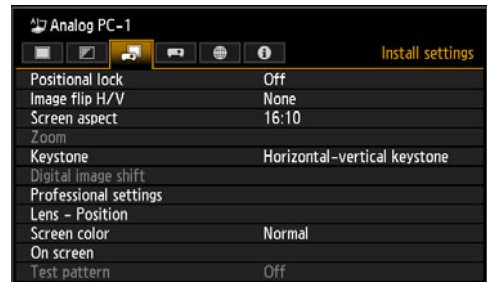 Analog PC-1
Install settings
Positional lock Off
Image flip H/V None
Screen aspect 16:10
Zoom
Keystone Horizontal-vertical keystone
Digital image shift
Professional settings
Lens - Position
Screen color Normal
On screen
Test pattern Off